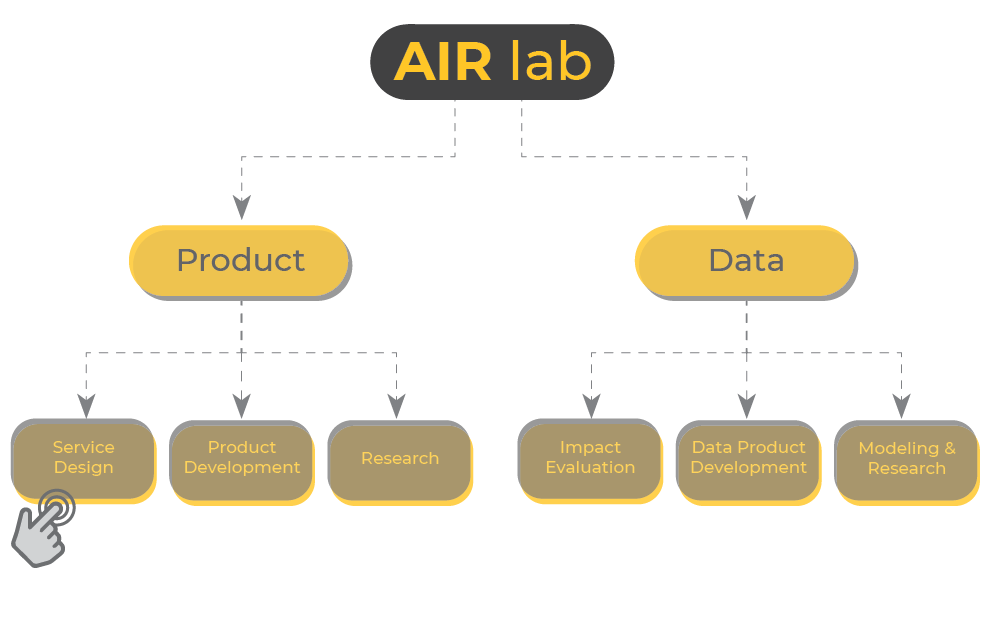 AIR lab
Product
Data
Service
Design
Product
Development
Research
Impact
Evaluation
Data Product
Development
Modeling &
Research